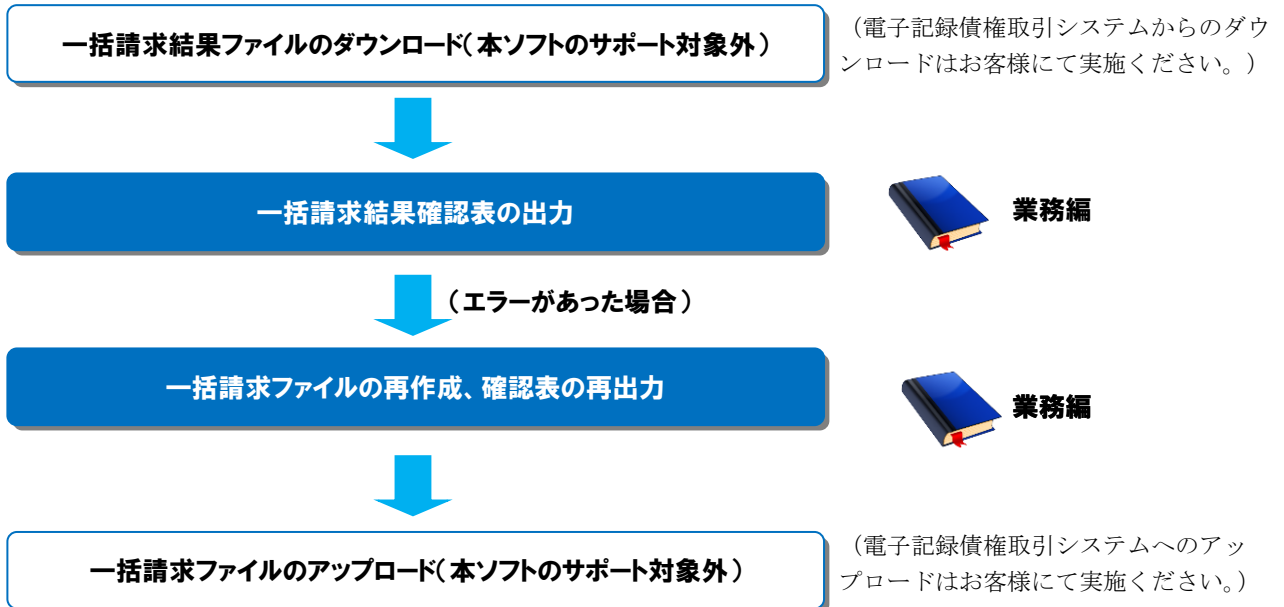 一括請求結果ファイルのダウンロード(本ソフトのサポート対象外)
(電子記録債権取引システムからのダウ
ンロードはお客様にて実施ください。)
一括請求結果確認表の出力
業務編
(エラーがあった場合)
一括請求ファイルの再作成、確認表の再出力
業務編
一括請求ファイルのアップロード(本ソフトのサポート対象外)
(電子記録債権取引システムへのアッ
プロードはお客様にて実施ください。)